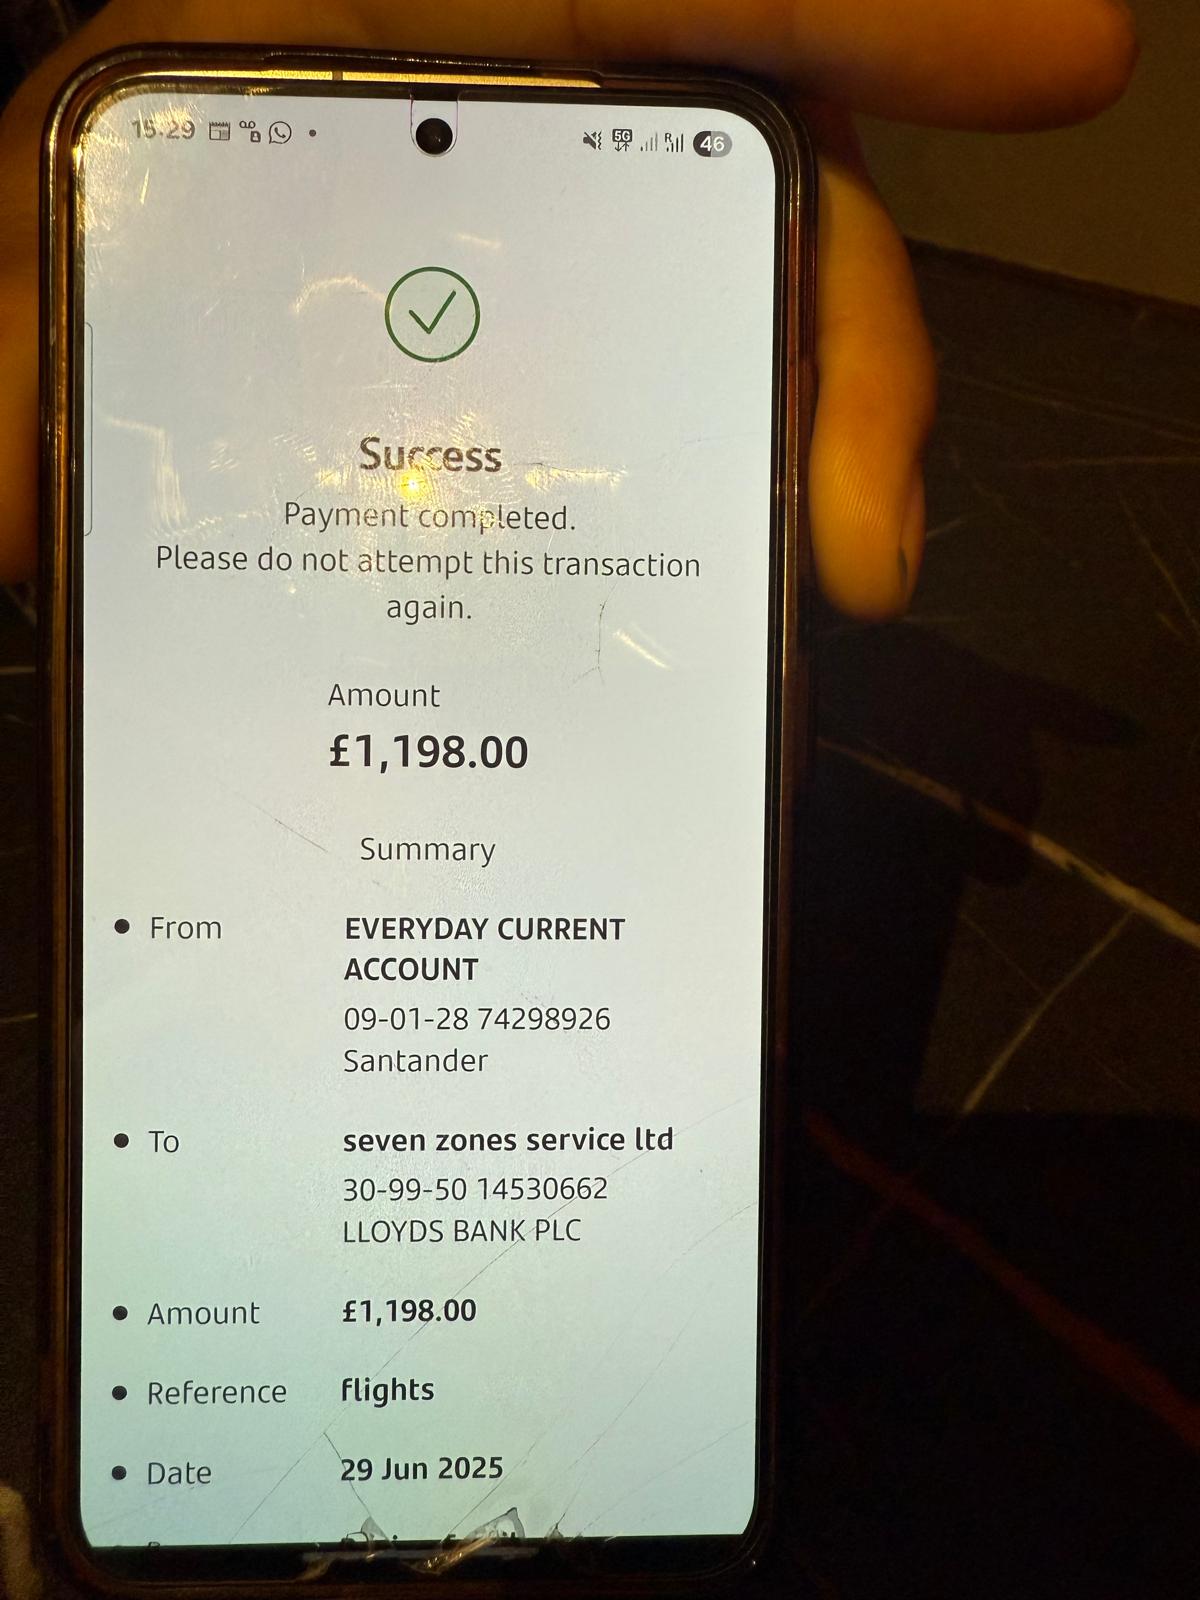 15:29
5G R 46
Success
Payment completed.
Please do not attempt this transaction
again.
Amount
£1,198.00
Summary
From EVERYDAY CURRENT
ACCOUNT
09-01-28 74298926
Santander
To seven zones service ltd
30-99-50 14530662
LLOYDS BANK PLC
Amount £1,198.00
Reference flights
Date 29 Jun 2025